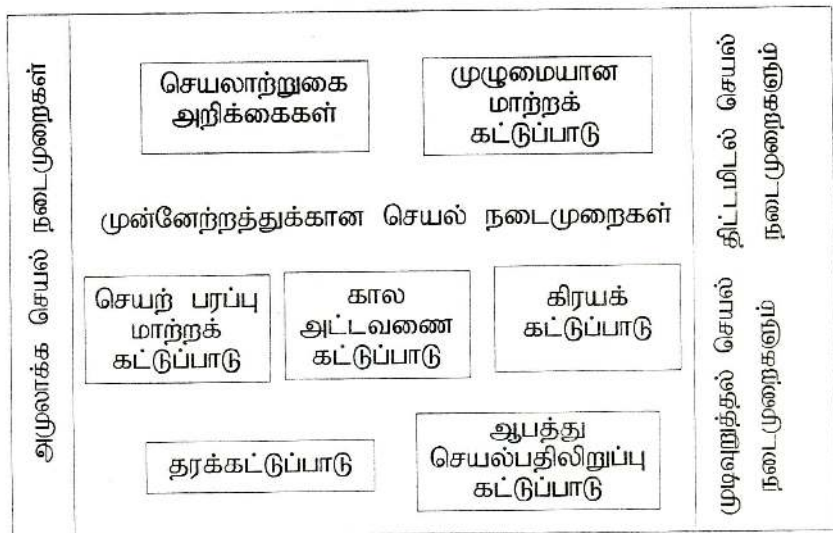 அமுலாக்க செயல் நடைமுறைகள்
செயலாற்றுகை
அறிக்கைகள்
முழுமையான
மாற்றக்
கட்டுப்பாடு
முன்னேற்றத்துக்கான செயல் நடைமுறைகள்
செயற் பரப்பு
மாற்றக்
கட்டுப்பாடு
கால
அட்டவணை
கட்டுப்பாடு
கிரயக்
கட்டுப்பாடு
தரக்கட்டுப்பாடு
ஆபத்து
செயல்பதிலிறுப்பு
கட்டுப்பாடு
திட்டமிடல் செயல்
நடைமுறைகளும்
முடிவுறுத்தல் செயல்
நடைமுறைகளும்